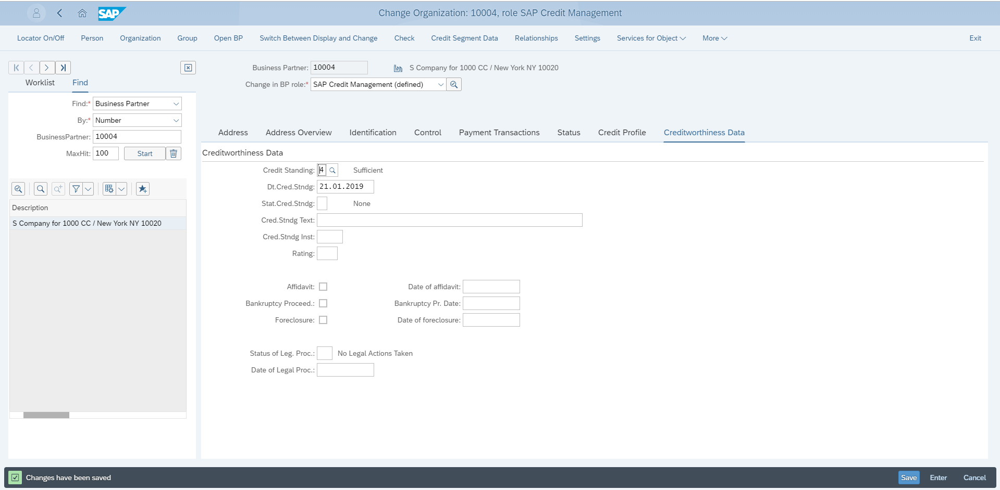 SAP
Change Organization: 10004, role SAP Credit Management
Locator On/Off Person Organization Group Open BP Switch Between Display and Change Check Credit Segment Data Relationships Settings Services for Object More Exit
Worklist Find
Find:* Business Partner
By:* Number
BusinessPartner: 10004
MaxHit: 100 Start
Description
S Company for 1000 CC / New York NY 10020
Business Partner: 10004 S Company for 1000 CC / New York NY 10020
Change in BP role:* SAP Credit Management (defined)
Address Address Overview Identification Control Payment Transactions Status Credit Profile Creditworthiness Data
Creditworthiness Data
Credit Standing: 4 Sufficient
Dt.Cred.Stndg: 21.01.2019
Stat.Cred.Stndg: None
Cred.Stndg Text:
Cred.Stndg Inst:
Rating:
Affidavit: Date of affidavit:
Bankruptcy Proceed.: Bankruptcy Pr. Date:
Foreclosure: Date of foreclosure:
Status of Leg. Proc.: No Legal Actions Taken
Date of Legal Proc.:
Changes have been saved Save Enter Cancel